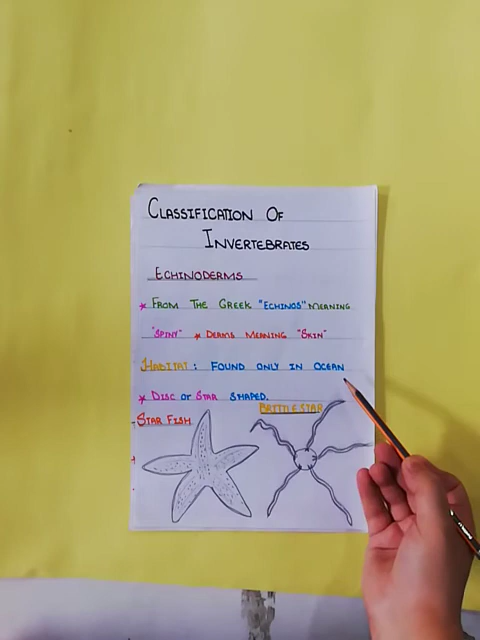 CLASSIFICATION OF
INVERTEBRATES
ECHINODERMS
* FROM THE GREEK "ECHINOS" MEANING
"SPINY" * DERMS MEANING "SKIN"
HABITAT: FOUND ONLY IN OCEAN
* DISC OR STAR SHAPED.
BRITTLE STAR
STAR FISH